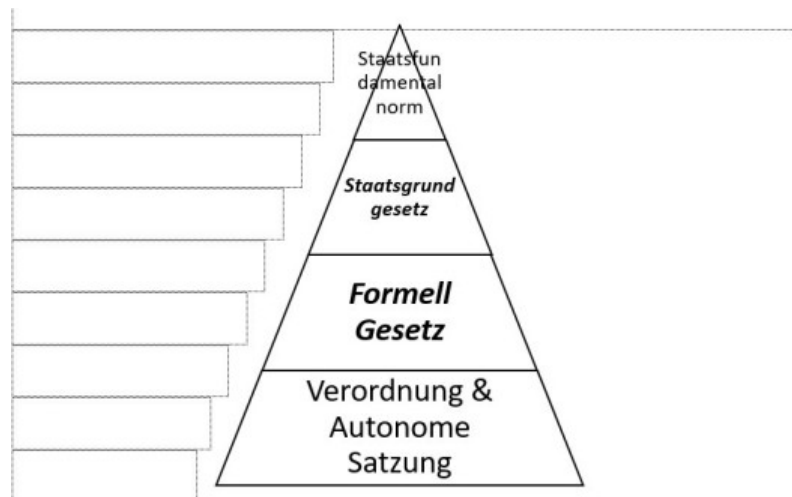 Staatsfun
damental
norm
Staatsgrund
gesetz
Formell
Gesetz
Verordnung &
Autonome
Satzung